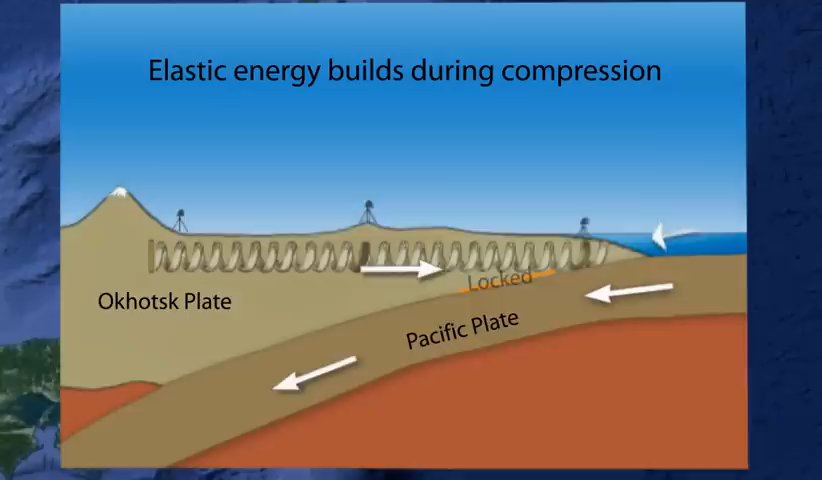 Elastic energy builds during compression
Locked
Okhotsk Plate
Pacific Plate